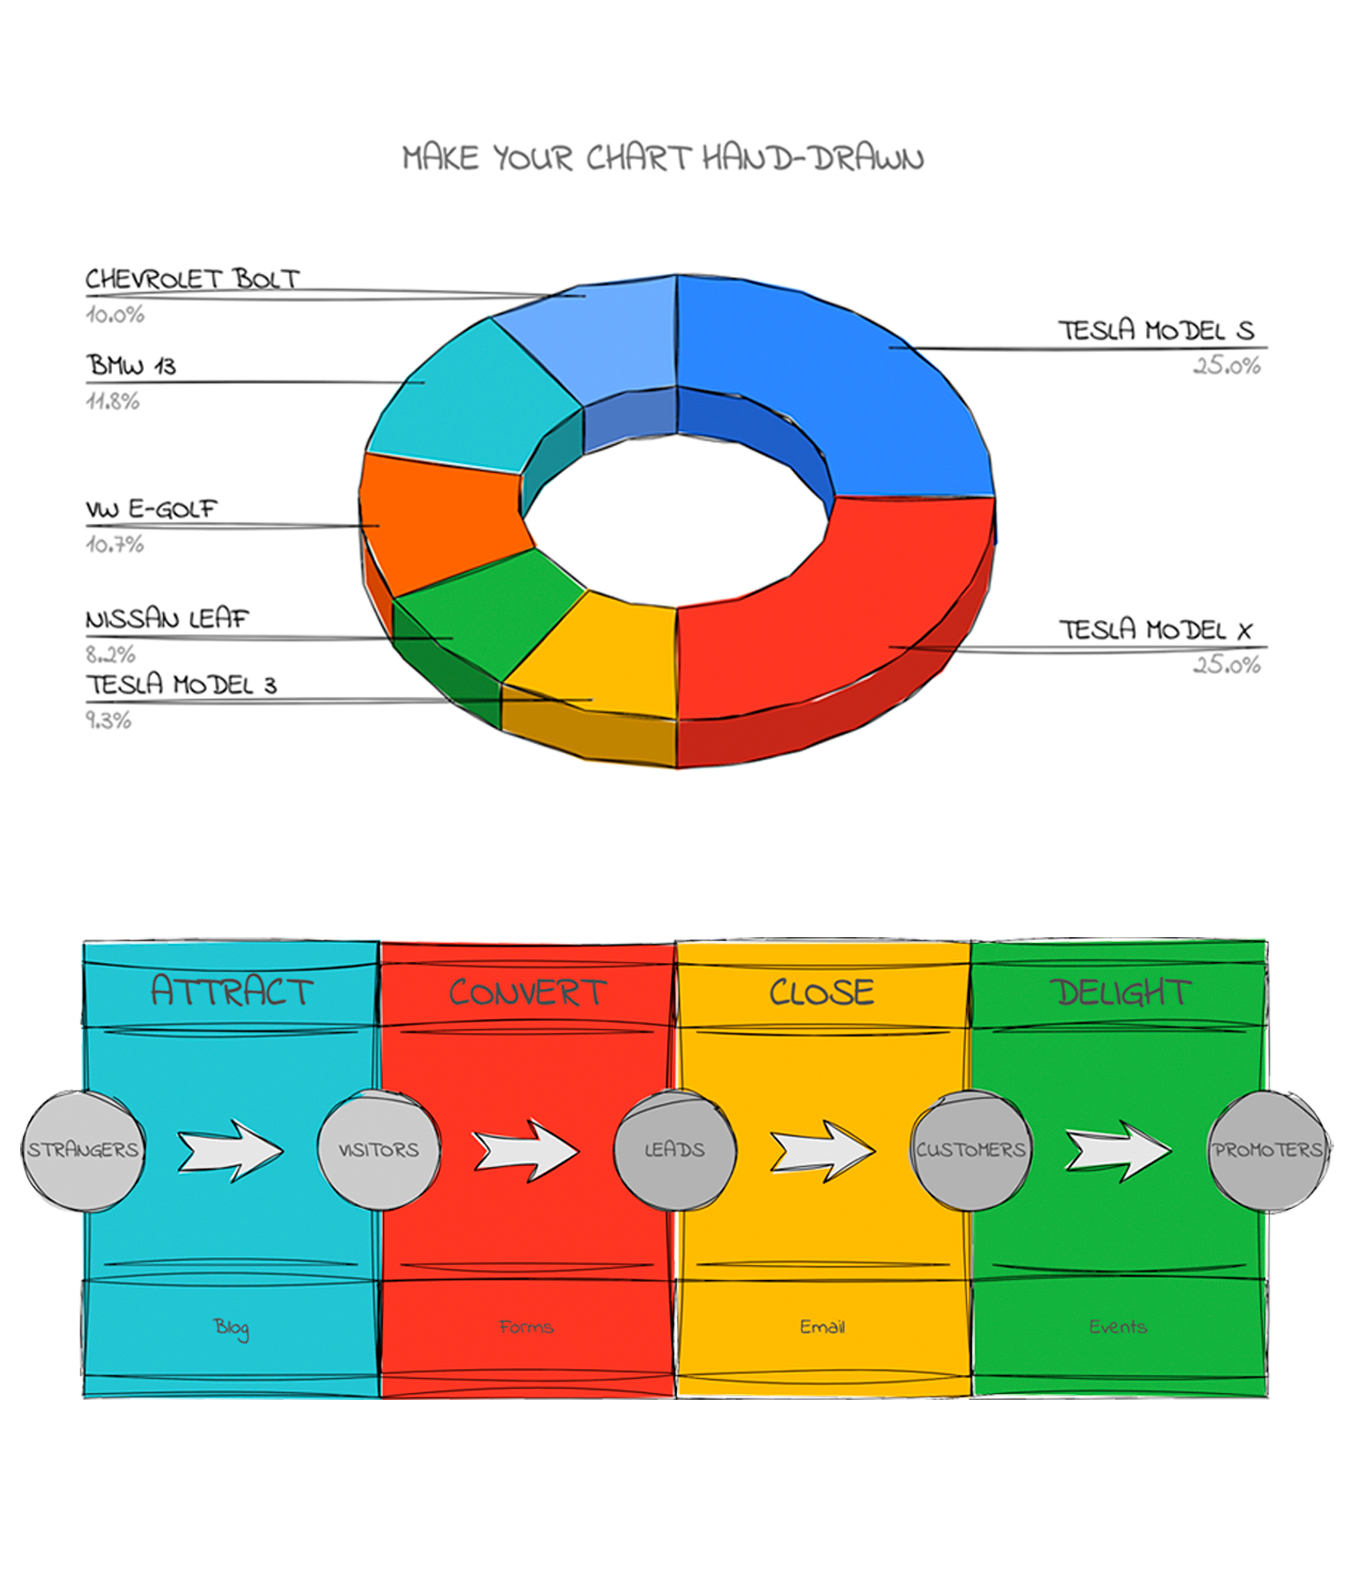 MAKE YOUR CHART HAND-DRAWN
CHEVROLET BOLT
10.0%
BMW 13
11.8%
VW E-GOLF
10.7%
NISSAN LEAF
8.2%
TESLA MODEL 3
9.3%
TESLA MODEL S
25.0%
TESLA MODEL X
25.0%
ATTRACT CONVERT CLOSE DELIGHT
STRANGERS VISITORS LEADS CUSTOMERS PROMOTERS
Blog Forms Email Events